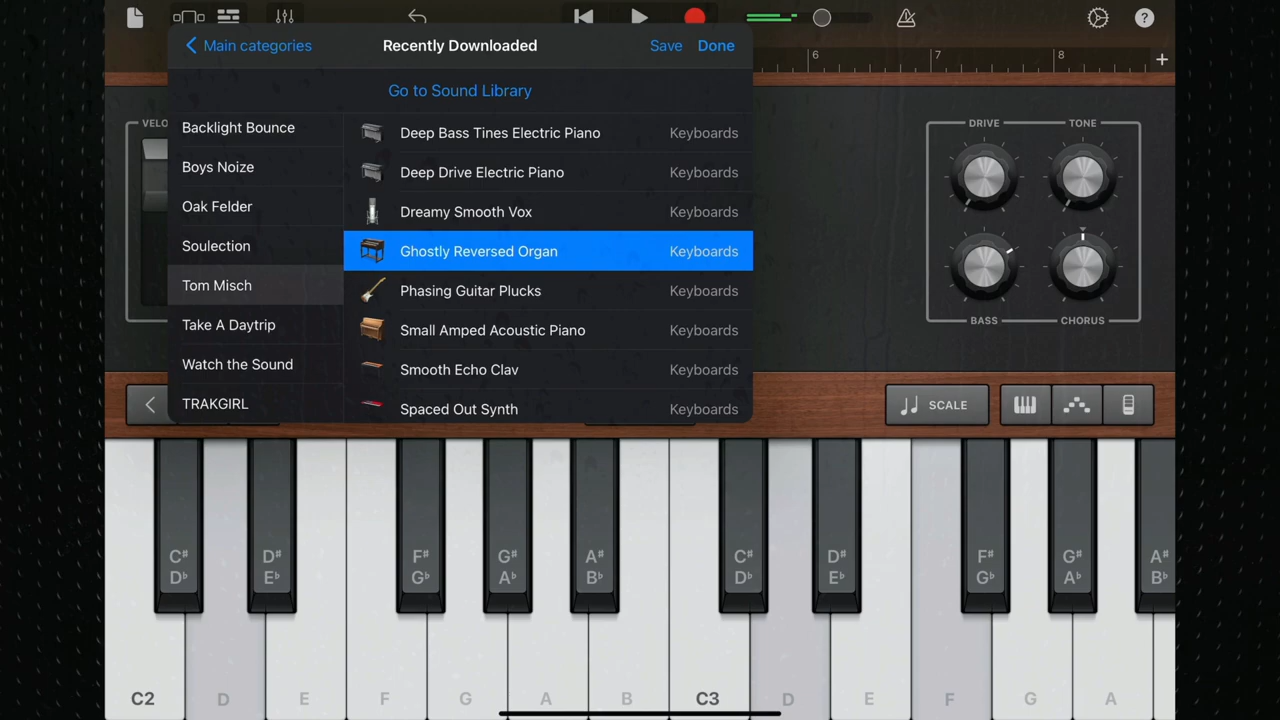 Main categories
Recently Downloaded
Save
Done
?
6
7
8
+
Go to Sound Library
Backlight Bounce
Boys Noize
Oak Felder
Soulection
Tom Misch
Take A Daytrip
Watch the Sound
TRAKGIRL
Deep Bass Tines Electric Piano Keyboards
Deep Drive Electric Piano Keyboards
Dreamy Smooth Vox Keyboards
Ghostly Reversed Organ Keyboards
Phasing Guitar Plucks Keyboards
Small Amped Acoustic Piano Keyboards
Smooth Echo Clav Keyboards
Spaced Out Synth Keyboards
VELO
DRIVE TONE
BASS CHORUS
SCALE
C♯ D♯ F♯ G♯ A♯ C♯ D♯ F♯ G♯ A♯
D♭ E♭ G♭ A♭ B♭ D♭ E♭ G♭ A♭ B♭
C2 D E F G A B C3 D E F G A